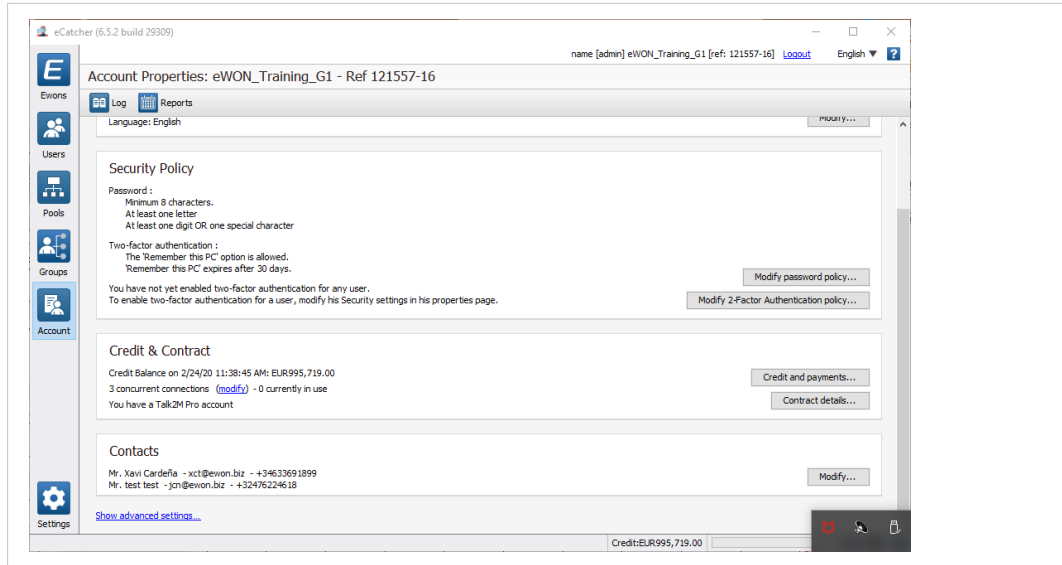 eCatcher (6.5.2 build 29309)
name [admin] eWON_Training_G1 [ref: 121557-16] Logout English ▼ ?
Account Properties: eWON_Training_G1 - Ref 121557-16
Log Reports
Ewons
Users
Pools
Groups
Account
Settings
Language: English
Modify...
Security Policy
Password :
Minimum 8 characters.
At least one letter
At least one digit OR one special character
Two-factor authentication :
The 'Remember this PC' option is allowed.
'Remember this PC' expires after 30 days.
Modify password policy...
You have not yet enabled two-factor authentication for any user.
To enable two-factor authentication for a user, modify his Security settings in his properties page.
Modify 2-Factor Authentication policy...
Credit & Contract
Credit Balance on 2/24/20 11:38:45 AM: EUR995,719.00
Credit and payments...
3 concurrent connections (modify) - 0 currently in use
You have a Talk2M Pro account
Contract details...
Contacts
Mr. Xavi Cardeña - xct@ewon.biz - +34633691899
Mr. test test - jcn@ewon.biz - +32476224618
Modify...
Show advanced settings...
Credit:EUR995,719.00